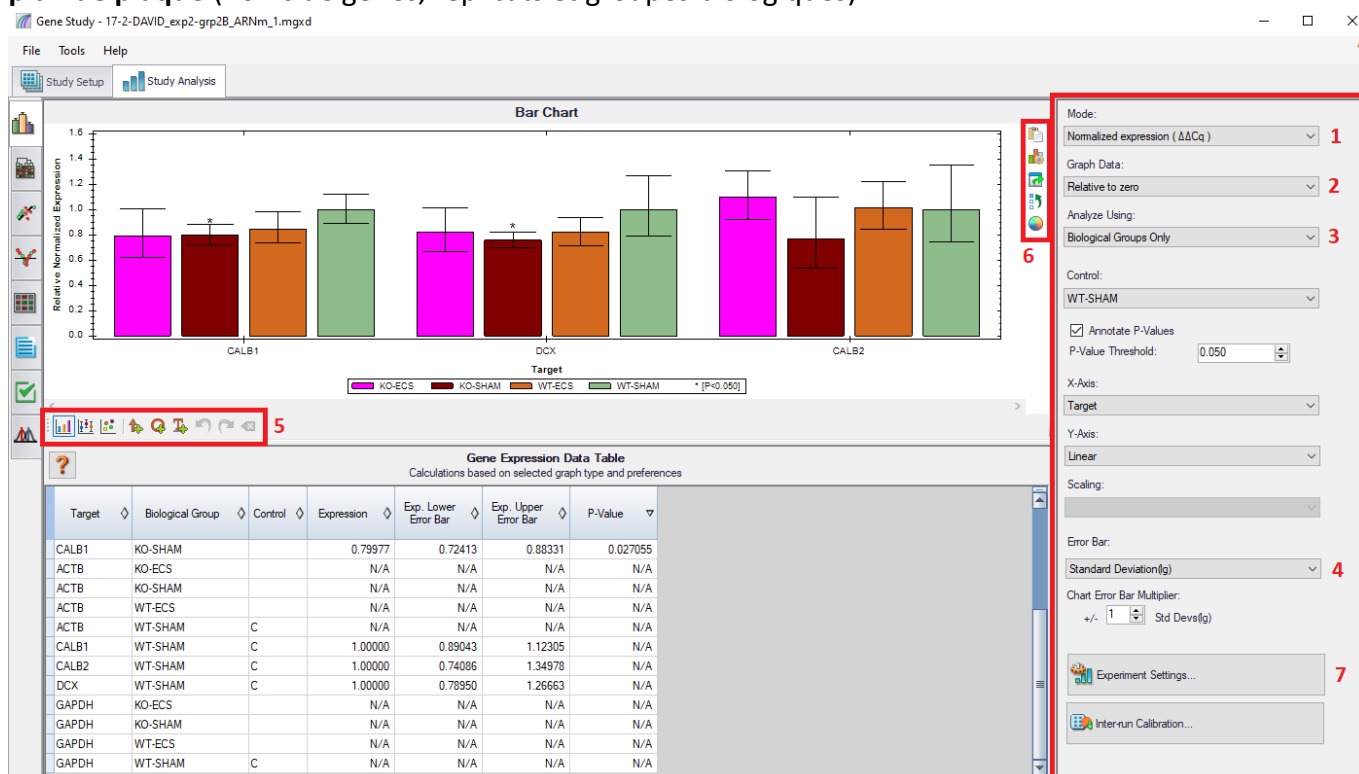 Gene Study - 17-2-DAVID_exp2-grp2B_ARNm_1.mgxd
File Tools Help
Study Setup Study Analysis
Bar Chart
1.6
1.4
1.2
1.0
0.8
0.6
0.4
0.2
0.0
Relative Normalized Expression
* *
CALB1 DCX CALB2
Target
KO-ECS KO-SHAM WT-ECS WT-SHAM * [P<0.050]
5
6
?
Gene Expression Data Table
Calculations based on selected graph type and preferences
Target Biological Group Control Expression Exp. Lower Error Bar Exp. Upper Error Bar P-Value
CALB1 KO-SHAM 0.79977 0.72413 0.88331 0.027055
ACTB KO-ECS N/A N/A N/A N/A
ACTB KO-SHAM N/A N/A N/A N/A
ACTB WT-ECS N/A N/A N/A N/A
ACTB WT-SHAM C N/A N/A N/A N/A
CALB1 WT-SHAM C 1.00000 0.89043 1.12305 N/A
CALB2 WT-SHAM C 1.00000 0.74086 1.34978 N/A
DCX WT-SHAM C 1.00000 0.78950 1.26663 N/A
GAPDH KO-ECS N/A N/A N/A N/A
GAPDH KO-SHAM N/A N/A N/A N/A
GAPDH WT-ECS N/A N/A N/A N/A
GAPDH WT-SHAM C N/A N/A N/A N/A
Mode:
Normalized expression ( ΔΔCq ) 1
Graph Data:
Relative to zero 2
Analyze Using:
Biological Groups Only 3
Control:
WT-SHAM
Annotate P-Values
P-Value Threshold: 0.050
X-Axis:
Target
Y-Axis:
Linear
Scaling:
Error Bar:
Standard Deviation(lg) 4
Chart Error Bar Multiplier:
+/- 1 Std Devs(lg)
Experiment Settings... 7
Inter-run Calibration...